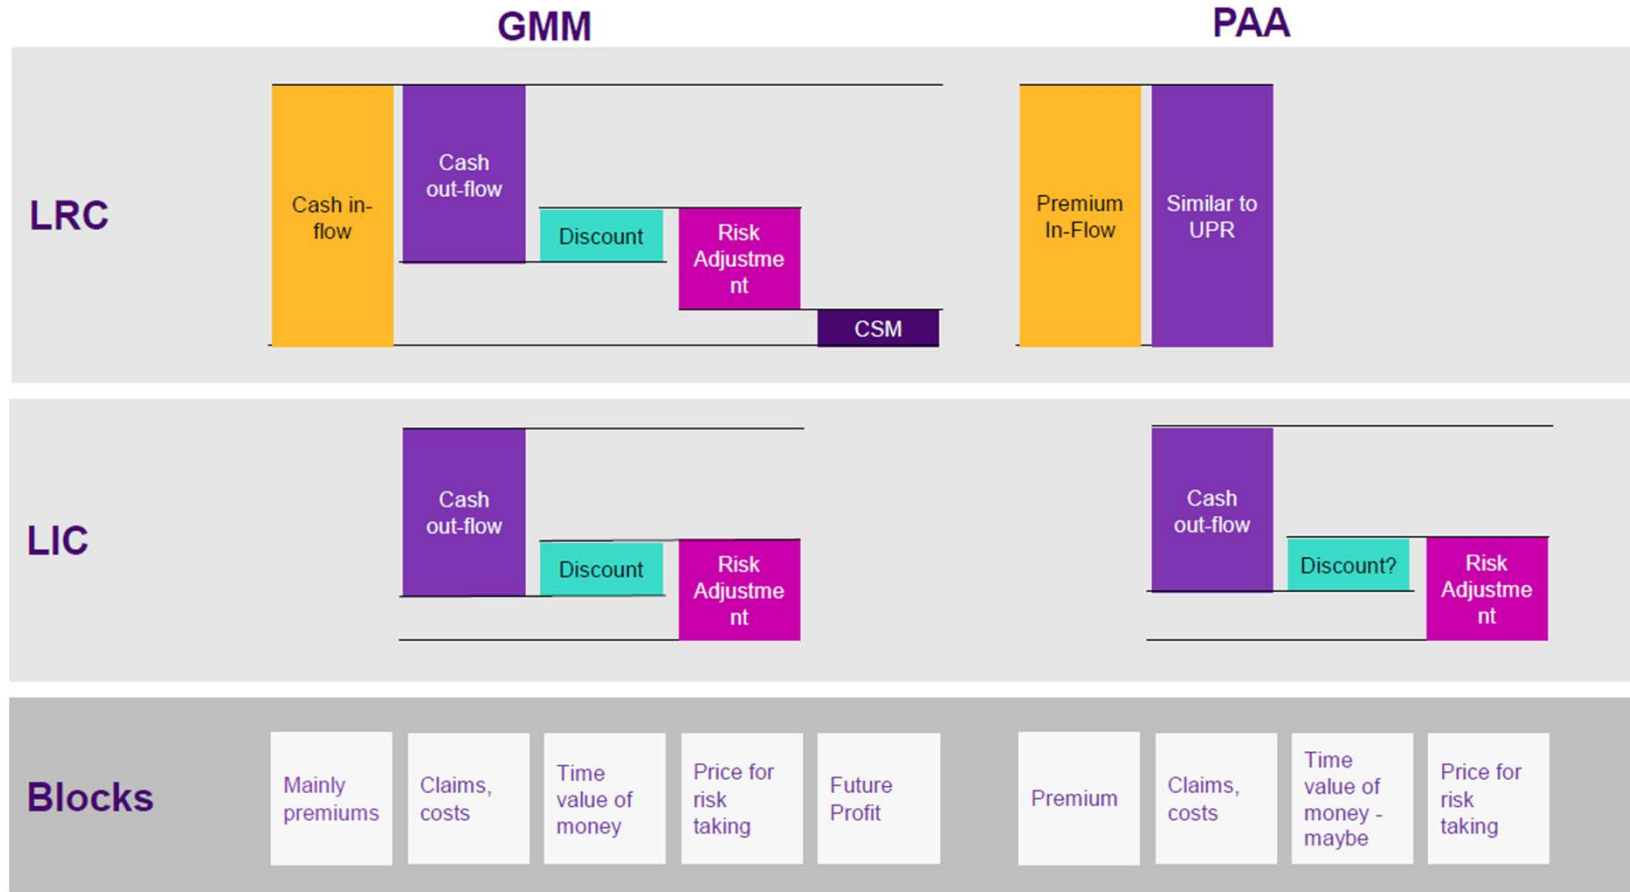 GMM
PAA
LRC
Cash in-
flow
Cash
out-flow
Discount
Risk
Adjustme
nt
CSM
Premium
In-Flow
Similar to
UPR
LIC
Cash
out-flow
Discount
Risk
Adjustme
nt
Cash
out-flow
Discount?
Risk
Adjustme
nt
Blocks
Mainly
premiums
Claims,
costs
Time
value of
money
Price for
risk
taking
Future
Profit
Premium
Claims,
costs
Time
value of
money -
maybe
Price for
risk
taking